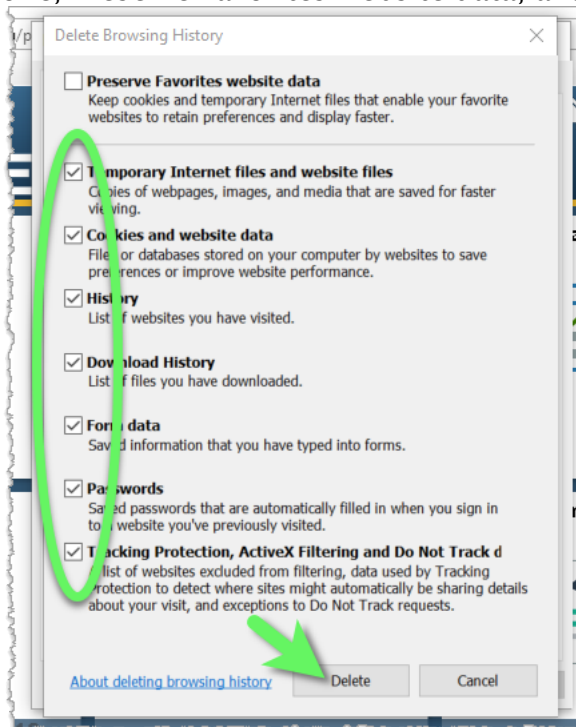 Delete Browsing History
Preserve Favorites website data
Keep cookies and temporary Internet files that enable your favorite
websites to retain preferences and display faster.
Temporary Internet files and website files
Copies of webpages, images, and media that are saved for faster
viewing.
Cookies and website data
Files or databases stored on your computer by websites to save
preferences or improve website performance.
History
List of websites you have visited.
Download History
List of files you have downloaded.
Form data
Saved information that you have typed into forms.
Passwords
Saved passwords that are automatically filled in when you sign in
to a website you've previously visited.
Tracking Protection, ActiveX Filtering and Do Not Track d
A list of websites excluded from filtering, data used by Tracking
Protection to detect where sites might automatically be sharing details
about your visit, and exceptions to Do Not Track requests.
About deleting browsing history
Delete
Cancel